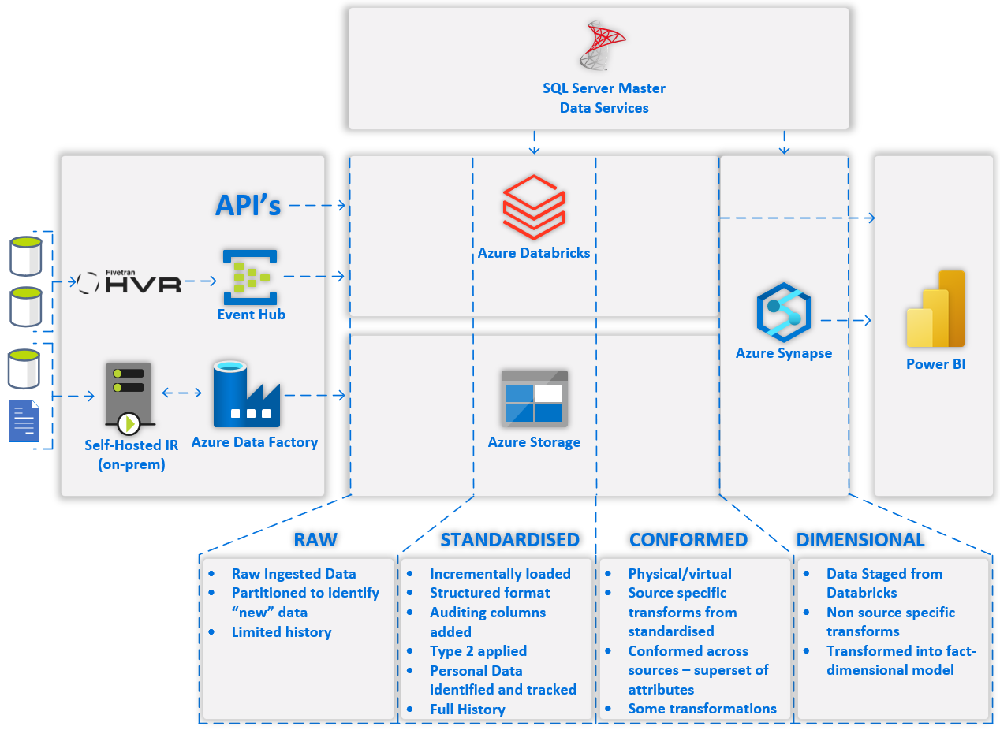 SQL Server Master
Data Services
API's
Azure Databricks
Fivetran
HVR
Event Hub
Azure Synapse
Power BI
Self-Hosted IR
(on-prem)
Azure Data Factory
Azure Storage
RAW
• Raw Ingested Data
• Partitioned to identify
“new” data
• Limited history
STANDARDISED
• Incrementally loaded
• Structured format
• Auditing columns
added
• Type 2 applied
• Personal Data
identified and tracked
• Full History
CONFORMED
• Physical/virtual
• Source specific
transforms from
standardised
• Conformed across
sources – superset of
attributes
• Some transformations
DIMENSIONAL
• Data Staged from
Databricks
• Non source specific
transforms
• Transformed into fact-
dimensional model